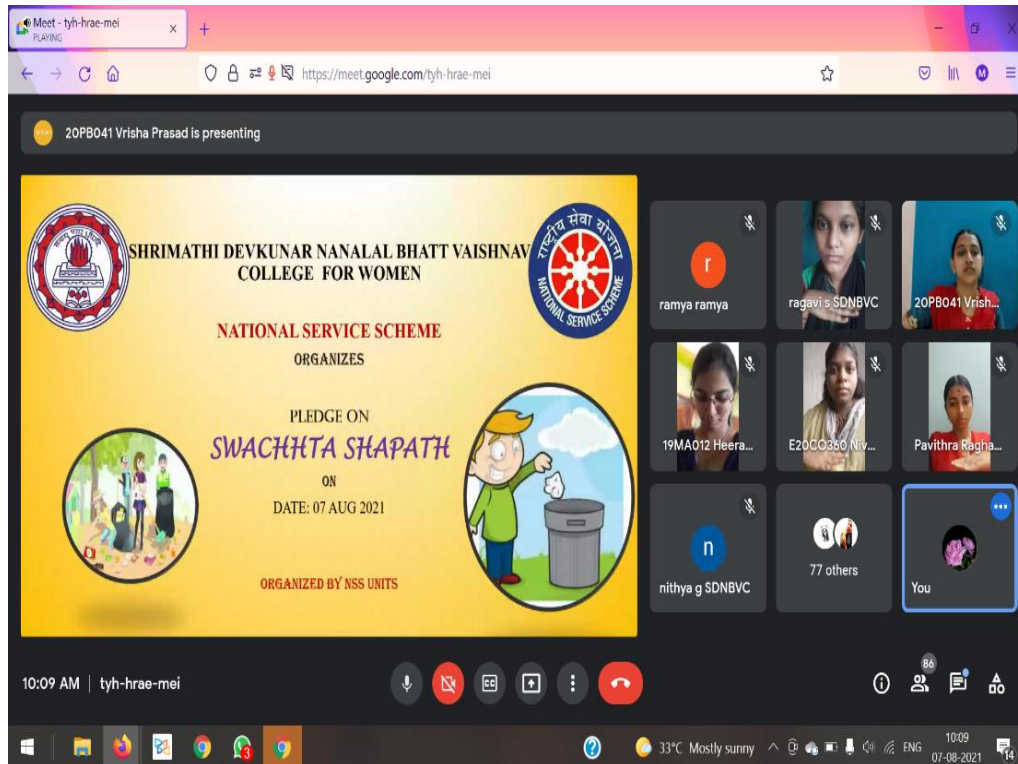 Meet - tyh-hrae-mei
PLAYING
https://meet.google.com/tyh-hrae-mei
M
20PBO41 Vrisha Prasad is presenting
SHRIMATHI DEVKUNAR NANALAL BHATT VAISHNAV
COLLEGE FOR WOMEN
राष्ट्रीय सेवा योजना
NATIONAL SERVICE SCHEME
NATIONAL SERVICE SCHEME
ORGANIZES
PLEDGE ON
SWACHHTA SHAPATH
ON
DATE: 07 AUG 2021
ORGANIZED BY NSS UNITS
r
ramya ramya
ragavi s SDNBVC
20PBO41 Vrish...
19MA012 Heera...
E20CO360 Niv...
Pavithra Ragha...
n
nithya g SDNBVC
77 others
You
10:09 AM | tyh-hrae-mei
CC
86
3
33°C Mostly sunny
ENG
10:09
07-08-2021
14